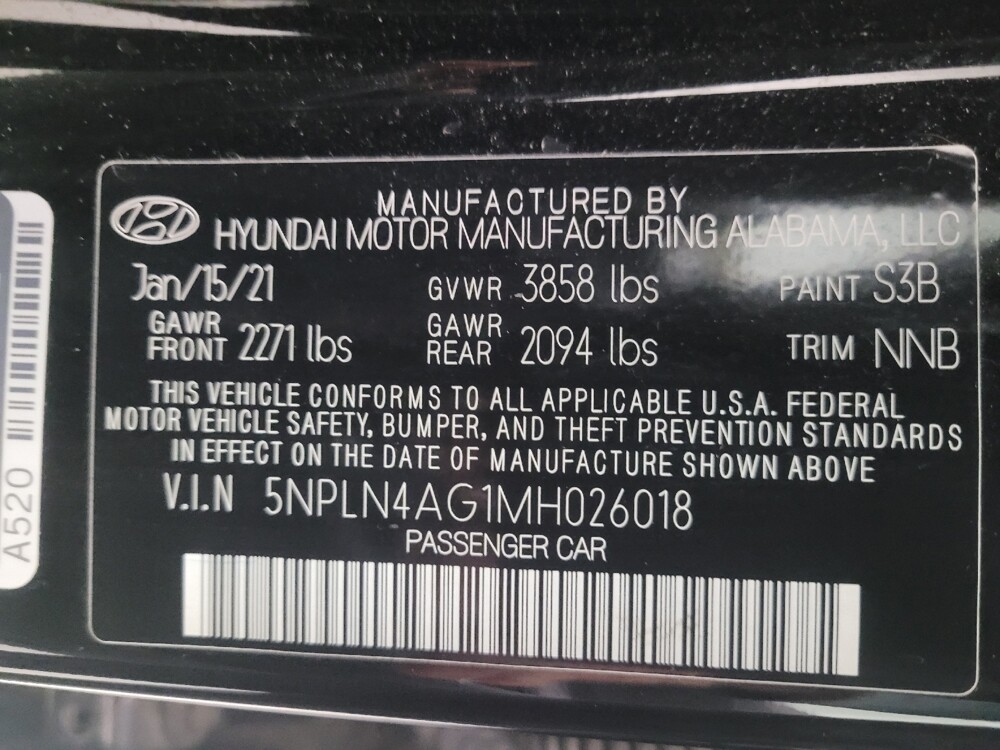 MANUFACTURED BY
HYUNDAI MOTOR MANUFACTURING ALABAMA, LLC
Jan/15/21 GVWR 3858 lbs PAINT S3B
GAWR FRONT 2271 lbs GAWR REAR 2094 lbs TRIM NNB
THIS VEHICLE CONFORMS TO ALL APPLICABLE U.S.A. FEDERAL
MOTOR VEHICLE SAFETY, BUMPER, AND THEFT PREVENTION STANDARDS
IN EFFECT ON THE DATE OF MANUFACTURE SHOWN ABOVE
V.I.N 5NPLN4AG1MH026018
PASSENGER CAR
A520